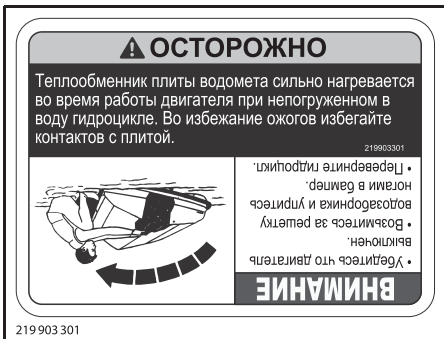 ОСТОРОЖНО
Теплообменник плиты водомета сильно нагревается
во время работы двигателя при непогруженном в
воду гидроцикле. Во избежание ожогов избегайте
контактов с плитой.
219903301
ВНИМАНИЕ
• Убедитесь что двигатель
выключен.
• Возьмитесь за решетку
водозаборника и упритесь
ногами в бампер.
• Переверните гидроцикл.
219 903 301